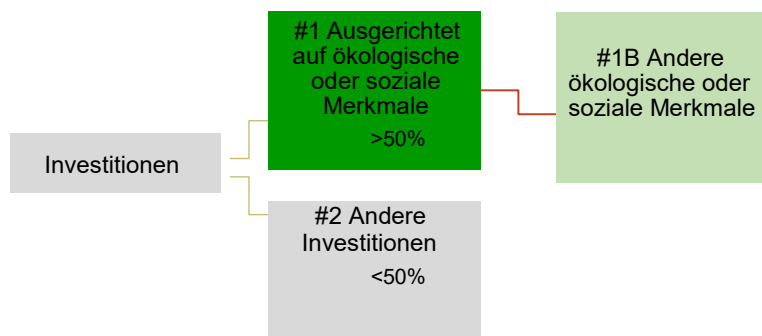 Investitionen
#1 Ausgerichtet
auf ökologische
oder soziale
Merkmale
>50%
#1B Andere
ökologische oder
soziale Merkmale
#2 Andere
Investitionen
<50%